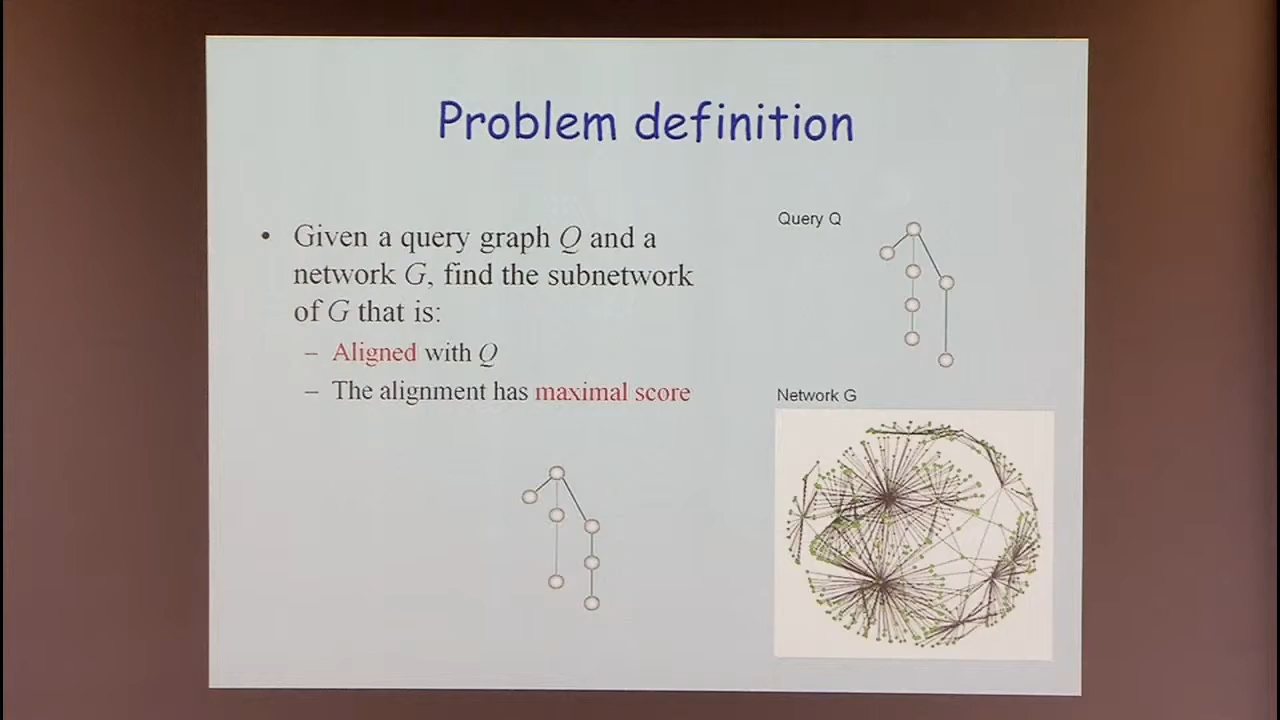 Problem definition
• Given a query graph Q and a
network G, find the subnetwork
of G that is:
– Aligned with Q
– The alignment has maximal score
Query Q
Network G